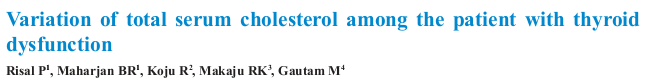 Variation of total serum cholesterol among the patient with thyroid
dysfunction
Risal P¹, Maharjan BR¹, Koju R², Makaju RK³, Gautam M⁴